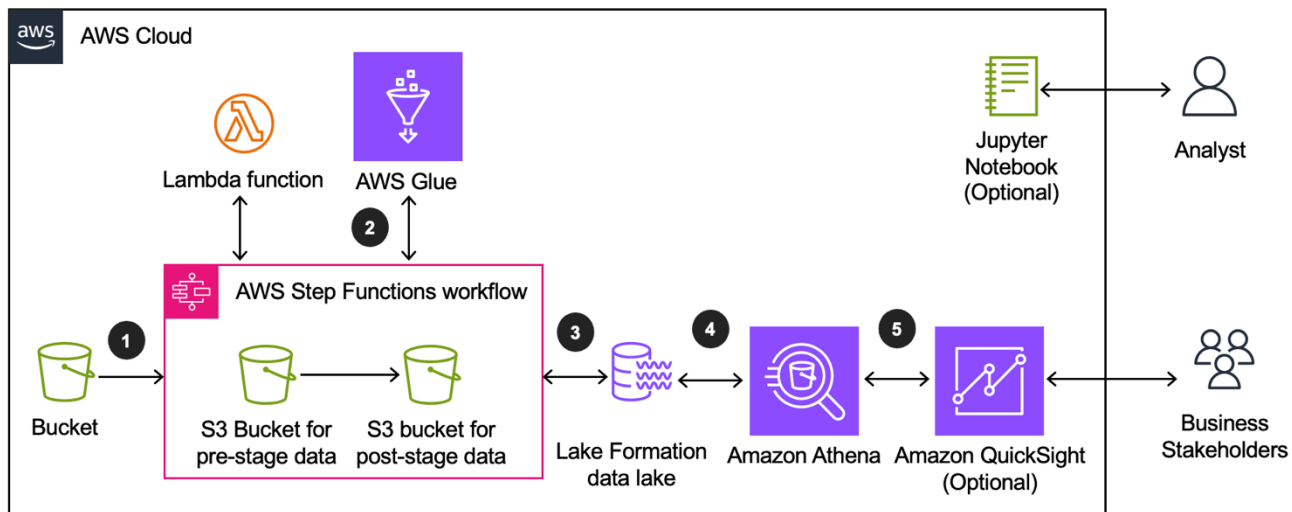 aws
AWS Cloud
Lambda function
AWS Glue
Jupyter
Notebook
(Optional)
Analyst
2
AWS Step Functions workflow
1
3
4
5
Bucket
S3 Bucket for
pre-stage data
S3 bucket for
post-stage data
Lake Formation
data lake
Amazon Athena
Amazon QuickSight
(Optional)
Business
Stakeholders